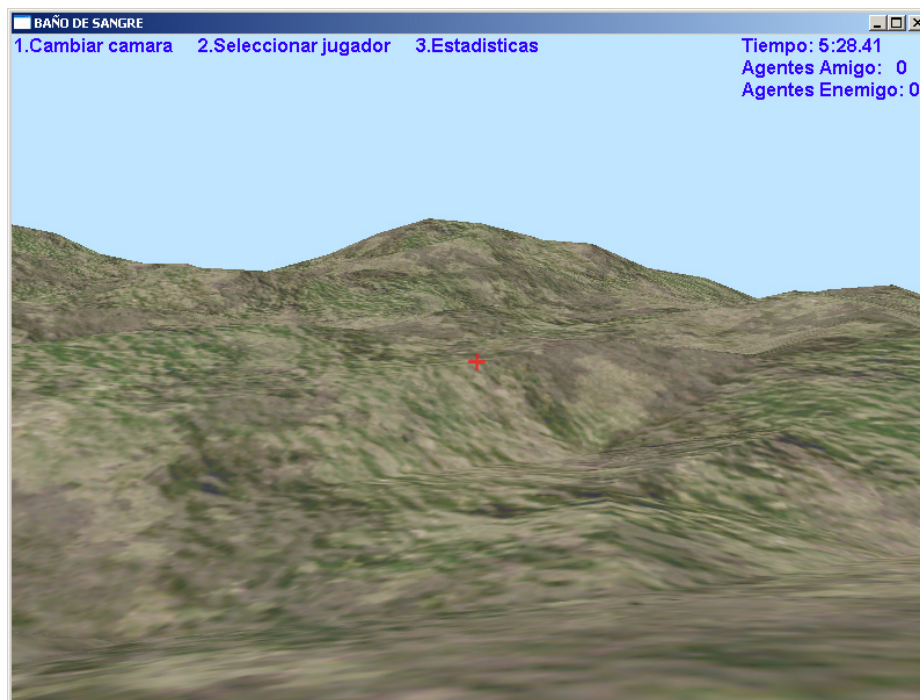 BAÑO DE SANGRE
1.Cambiar camara 2.Seleccionar jugador 3.Estadisticas
Tiempo: 5:28.41
Agentes Amigo: 0
Agentes Enemigo: 0